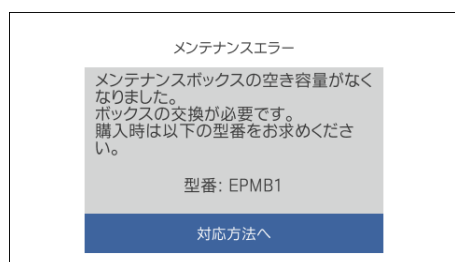 メンテナンスエラー
メンテナンスボックスの空き容量がなく
なりました。
ボックスの交換が必要です。
購入時は以下の型番をお求めくださ
い。
型番: EPMB1
対応方法へ